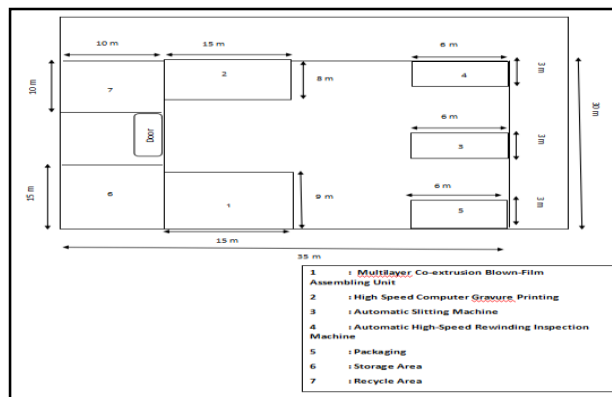 10 m
15 m
6 m
2
8 m
4
3 m
10 m
7
30 m
Door
6 m
3
3 m
15 m
6
1
9 m
6 m
5
3 m
15 m
35 m
1 : Multilayer Co-extrusion Blown-Film
Assembling Unit
2 : High Speed Computer Gravure Printing
3 : Automatic Slitting Machine
4 : Automatic High-Speed Rewinding Inspection
Machine
5 : Packaging
6 : Storage Area
7 : Recycle Area